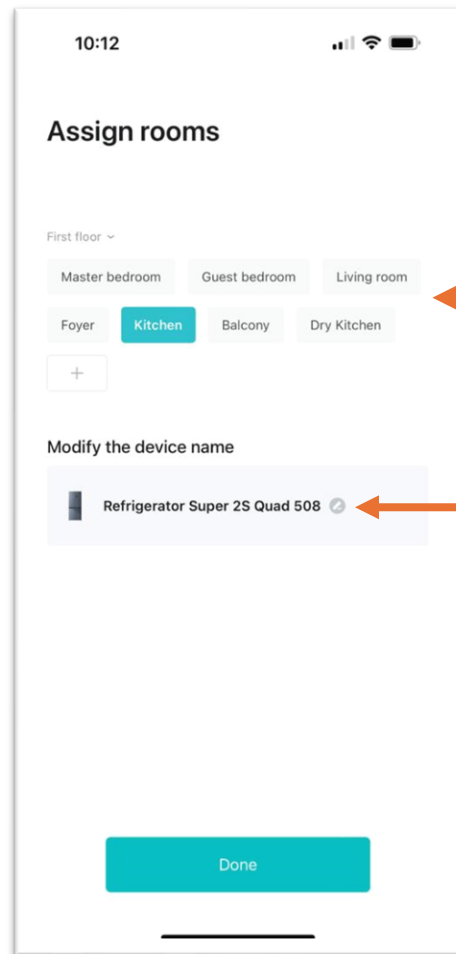 10:12
Assign rooms
First floor
Master bedroom Guest bedroom Living room
Foyer Kitchen Balcony Dry Kitchen
+
Modify the device name
Refrigerator Super 2S Quad 508
Done